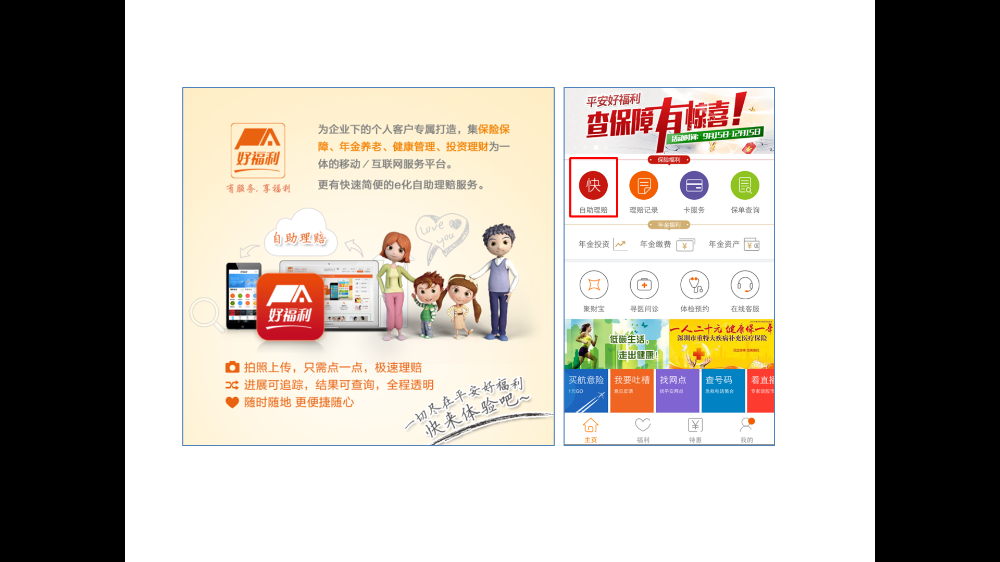 好福利
有服务.享福利
为企业下的个人客户专属打造，集保险保
障、年金养老、健康管理、投资理财为一
体的移动/互联网服务平台。
更有快速简便的e化自助理赔服务。
自助理赔
love
you
好福利
拍照上传，只需点一点，极速理赔
进展可追踪，结果可查询，全程透明
随时随地 更便捷随心
一切尽在平安好福利
快来体验吧~
平安好福利
查保障有惊喜！
活动时间：9月15日-12月15日
保险福利
快
自助理赔 理赔记录 卡服务 保单查询
年金福利
年金投资 年金缴费 年金资产
聚财宝 寻医问诊 体检预约 在线客服
低碳生活，
走出健康！
一人二十元 健康保一年
深圳市重特大疾病补充医疗保险
民生实事 政策惠民
买航意险 我要吐槽 找网点 查号码 看直播
1元GO 意见反馈 找平安网点 急救电话集合 专家谈股市
主页 福利 特惠 我的